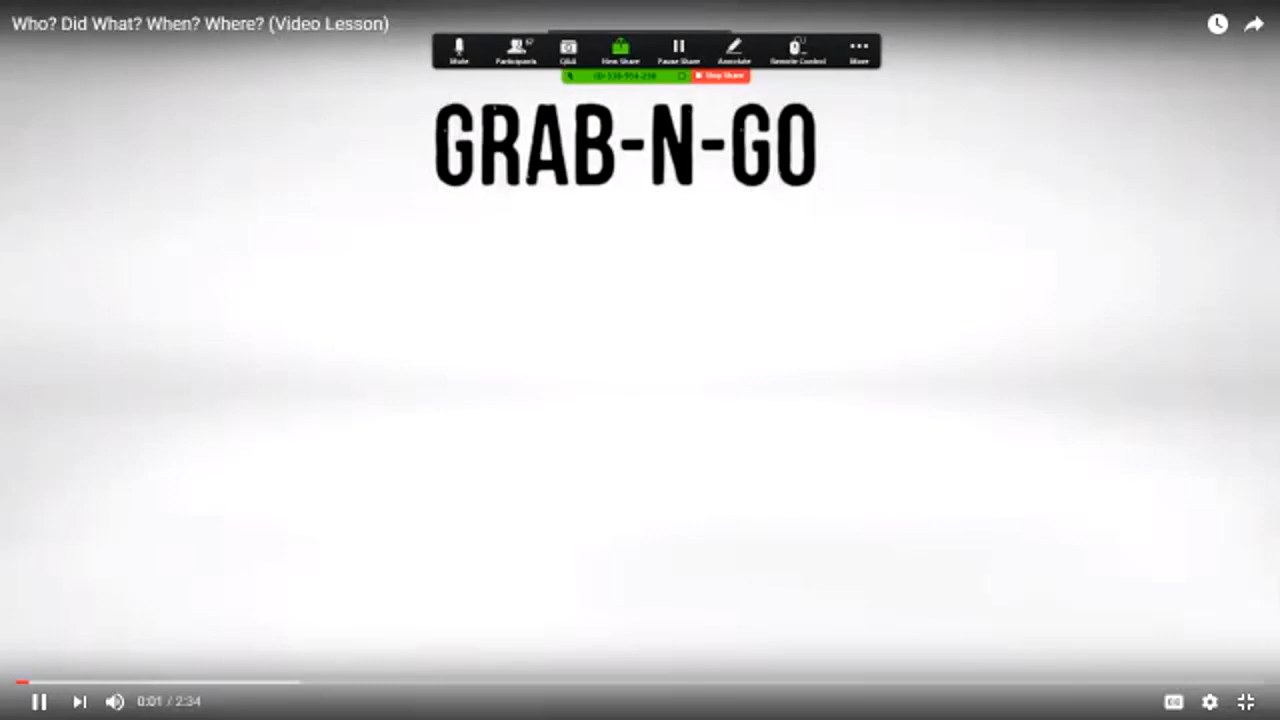 Who? Did What? When? Where? (Video Lesson)
Mute Participants Q&A New Share Pause Share Annotate Remote Control More
Stop Share
GRAB-N-GO
0:01 / 2:34